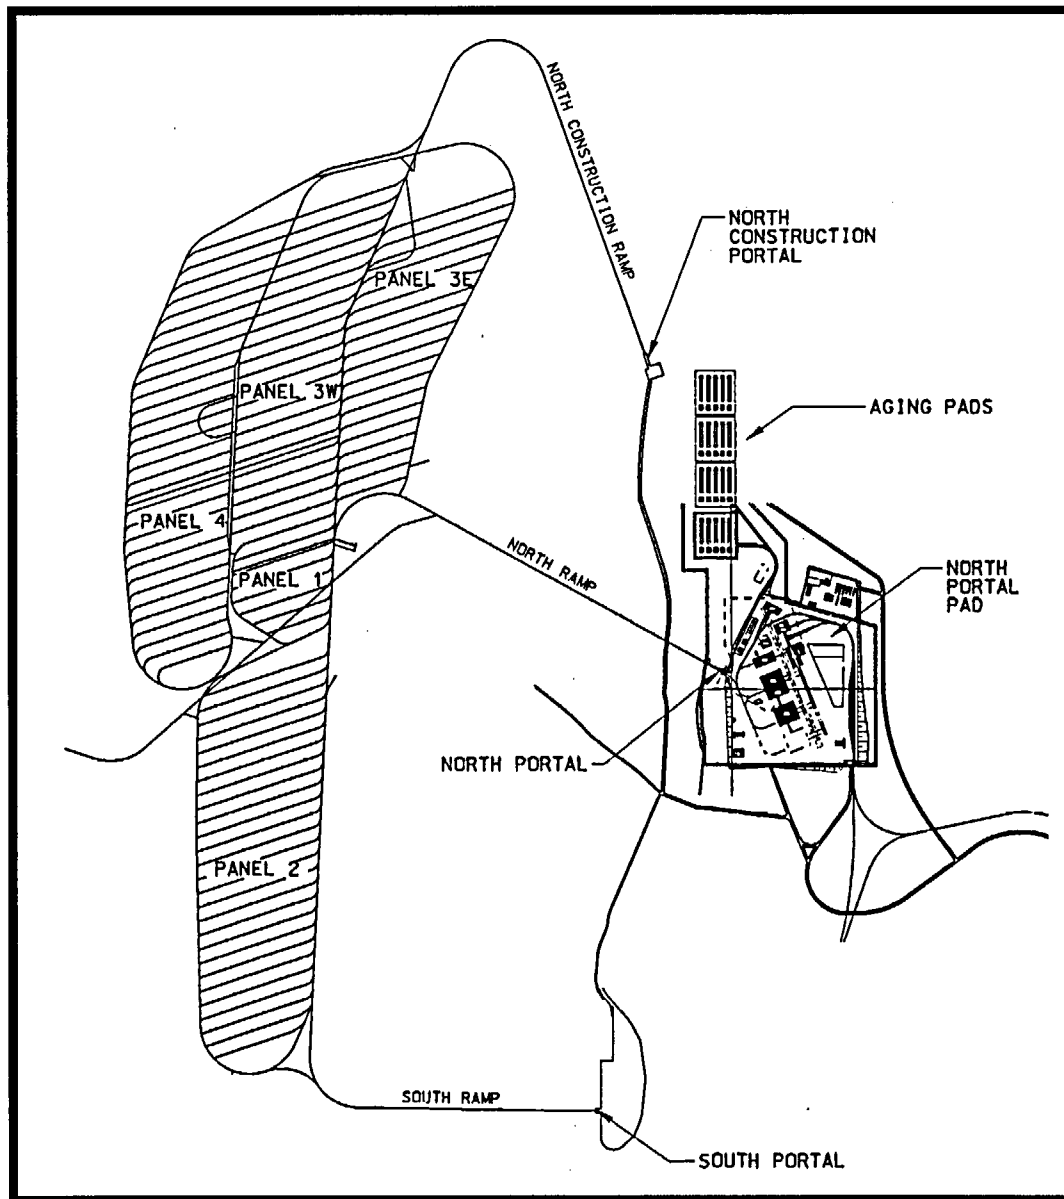 NORTH CONSTRUCTION RAMP
NORTH
CONSTRUCTION
PORTAL
PANEL 3E
PANEL 3W
AGING PADS
PANEL 4
NORTH RAMP
PANEL 1
NORTH
PORTAL
PAD
NORTH PORTAL
PANEL 2
SOUTH RAMP
SOUTH PORTAL